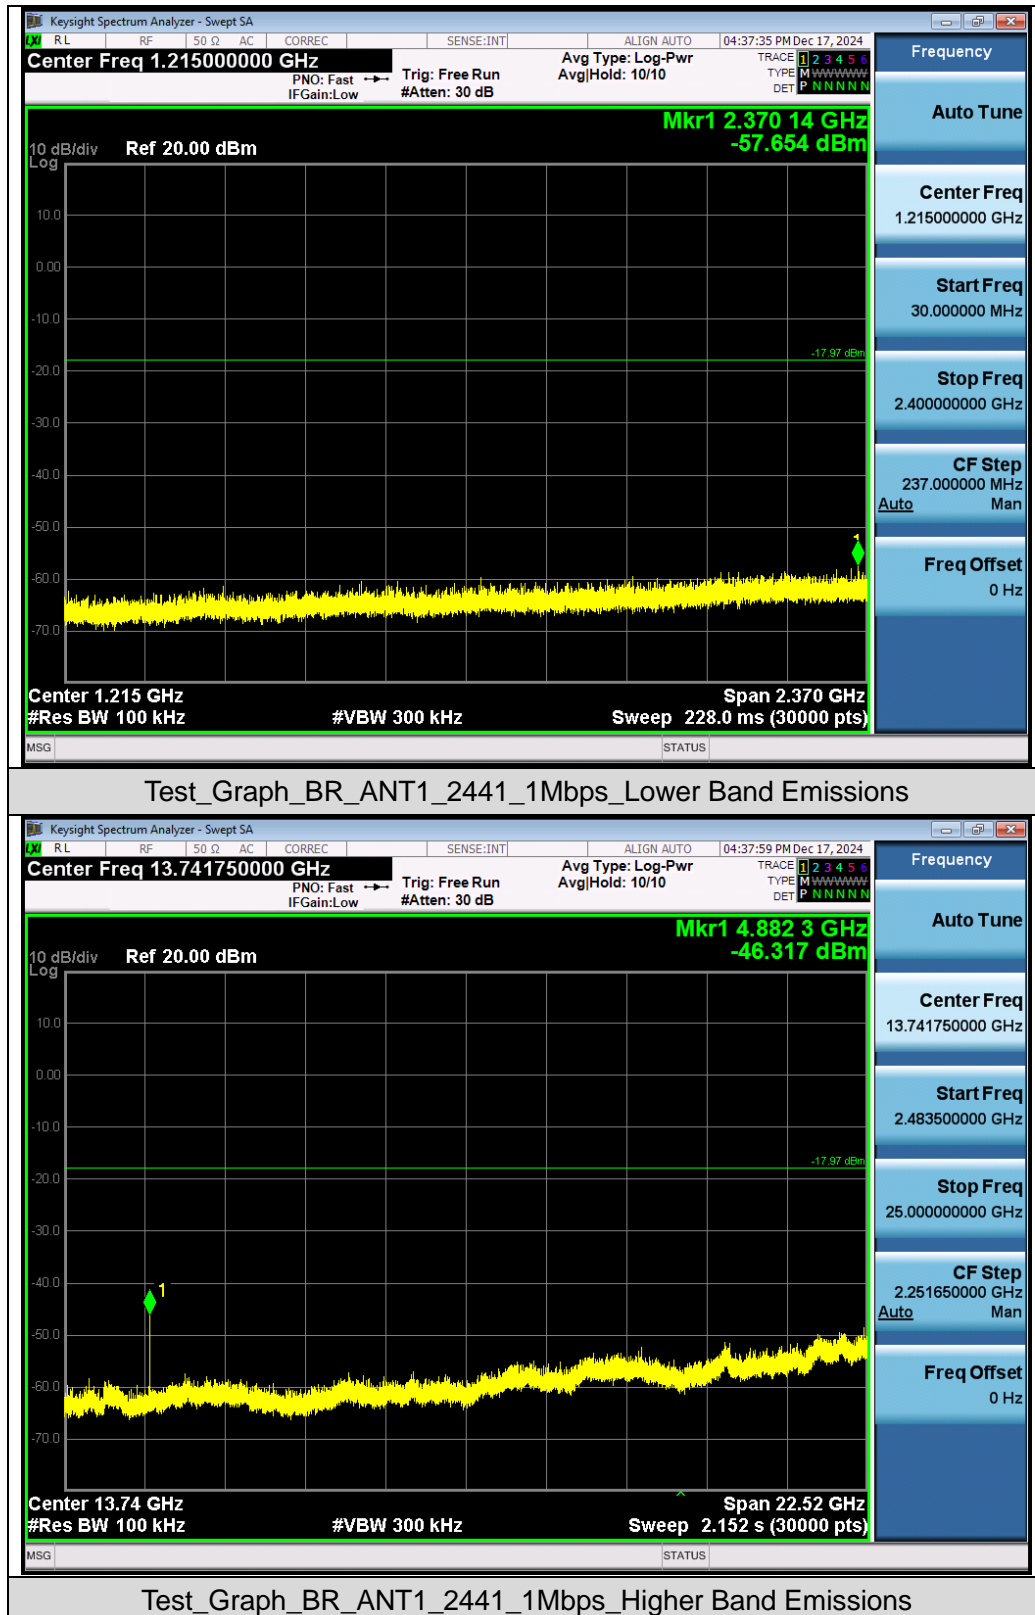 Keysight Spectrum Analyzer - Swept SA
LXI RL RF 50 Ω AC CORREC SENSE:INT ALIGN AUTO 04:37:35 PM Dec 17, 2024
Center Freq 1.215000000 GHz
PNO: Fast
IFGain:Low
Trig: Free Run
#Atten: 30 dB
Avg Type: Log-Pwr
Avg|Hold: 10/10
TRACE 1 2 3 4 5 6
TYPE M WWWWW
DET P N N N N N
Mkr1 2.370 14 GHz
-57.654 dBm
10 dB/div Ref 20.00 dBm
Log
10.0
0.00
-10.0
-17.97 dBm
-20.0
-30.0
-40.0
-50.0
1
-60.0
-70.0
Center 1.215 GHz Span 2.370 GHz
#Res BW 100 kHz #VBW 300 kHz Sweep 228.0 ms (30000 pts)
MSG STATUS
Frequency
Auto Tune
Center Freq
1.215000000 GHz
Start Freq
30.000000 MHz
Stop Freq
2.400000000 GHz
CF Step
237.000000 MHz
Auto Man
Freq Offset
0 Hz
Test_Graph_BR_ANT1_2441_1Mbps_Lower Band Emissions
Keysight Spectrum Analyzer - Swept SA
LXI RL RF 50 Ω AC CORREC SENSE:INT ALIGN AUTO 04:37:59 PM Dec 17, 2024
Center Freq 13.741750000 GHz
PNO: Fast
IFGain:Low
Trig: Free Run
#Atten: 30 dB
Avg Type: Log-Pwr
Avg|Hold: 10/10
TRACE 1 2 3 4 5 6
TYPE M WWWWW
DET P N N N N N
Mkr1 4.882 3 GHz
-46.317 dBm
10 dB/div Ref 20.00 dBm
Log
10.0
0.00
-10.0
-17.97 dBm
-20.0
-30.0
-40.0
1
-50.0
-60.0
-70.0
Center 13.74 GHz Span 22.52 GHz
#Res BW 100 kHz #VBW 300 kHz Sweep 2.152 s (30000 pts)
MSG STATUS
Frequency
Auto Tune
Center Freq
13.741750000 GHz
Start Freq
2.483500000 GHz
Stop Freq
25.000000000 GHz
CF Step
2.251650000 GHz
Auto Man
Freq Offset
0 Hz
Test_Graph_BR_ANT1_2441_1Mbps_Higher Band Emissions